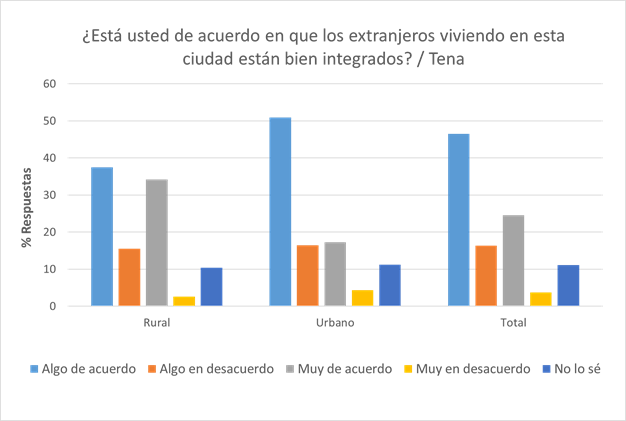 ¿Está usted de acuerdo en que los extranjeros viviendo en esta
ciudad están bien integrados? / Tena
60
50
40
30
20
10
0
% Respuestas
Rural Urbano Total
Algo de acuerdo Algo en desacuerdo Muy de acuerdo Muy en desacuerdo No lo sé